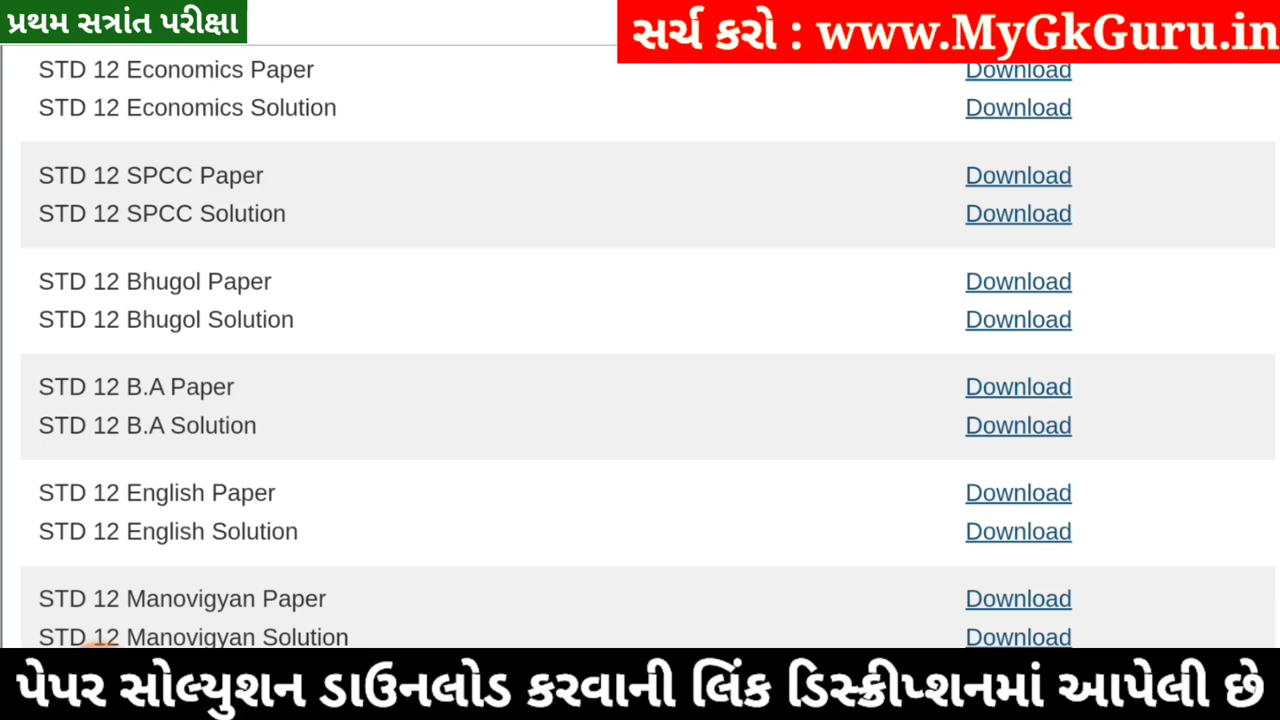 પ્રથમ સત્રાંત પરીક્ષા
સર્ચ કરો : www.MyGkGuru.in
STD 12 Economics Paper Download
STD 12 Economics Solution Download
STD 12 SPCC Paper Download
STD 12 SPCC Solution Download
STD 12 Bhugol Paper Download
STD 12 Bhugol Solution Download
STD 12 B.A Paper Download
STD 12 B.A Solution Download
STD 12 English Paper Download
STD 12 English Solution Download
STD 12 Manovigyan Paper Download
STD 12 Manovigyan Solution Download
પેપર સોલ્યુશન ડાઉનલોડ કરવાની લિંક ડિસ્ક્રીપ્શનમાં આપેલી છે